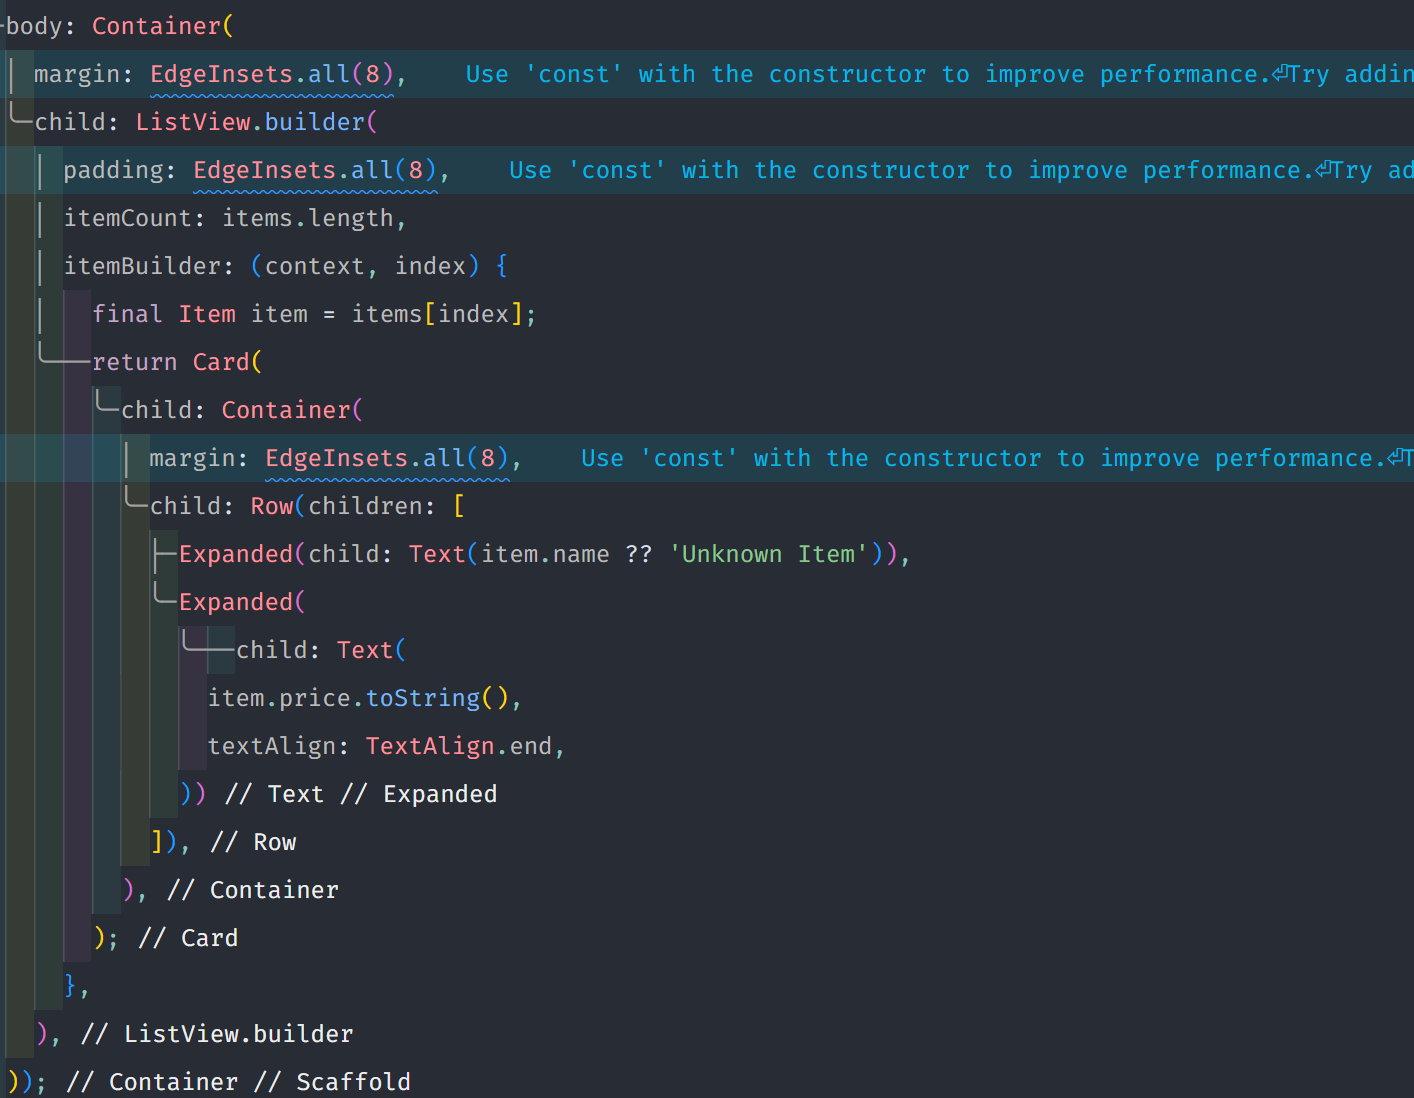 body: Container(
margin: EdgeInsets.all(8),    Use 'const' with the constructor to improve performance.⏎Try addin
child: ListView.builder(
padding: EdgeInsets.all(8),    Use 'const' with the constructor to improve performance.⏎Try ad
itemCount: items.length,
itemBuilder: (context, index) {
final Item item = items[index];
return Card(
child: Container(
margin: EdgeInsets.all(8),    Use 'const' with the constructor to improve performance.⏎T
child: Row(children: [
Expanded(child: Text(item.name ?? 'Unknown Item')),
Expanded(
child: Text(
item.price.toString(),
textAlign: TextAlign.end,
)) // Text // Expanded
]), // Row
), // Container
); // Card
},
), // ListView.builder
)); // Container // Scaffold